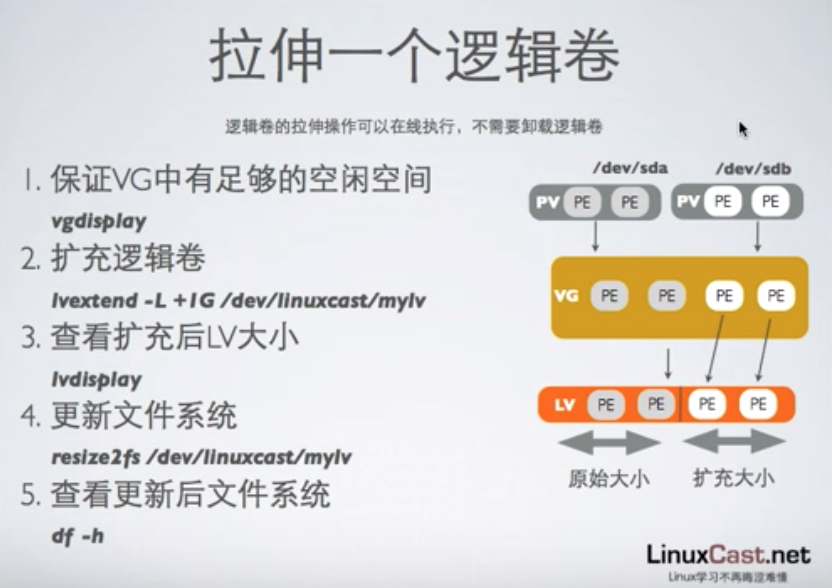 拉伸一个逻辑卷
逻辑卷的拉伸操作可以在线执行，不需要卸载逻辑卷
1. 保证VG中有足够的空闲空间
vgdisplay
2. 扩充逻辑卷
lvextend -L +1G /dev/linuxcast/mylv
3. 查看扩充后LV大小
lvdisplay
4. 更新文件系统
resize2fs /dev/linuxcast/mylv
5. 查看更新后文件系统
df -h
/dev/sda /dev/sdb
PV PE PE PV PE PE
VG PE PE PE PE
LV PE PE PE PE
原始大小 扩充大小
LinuxCast.net
Linux学习不再晦涩难懂